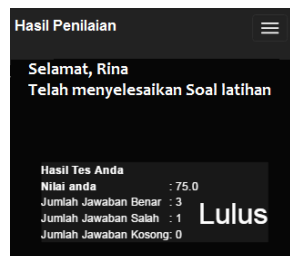 Hasil Penilaian
Selamat, Rina
Telah menyelesaikan Soal latihan
Hasil Tes Anda
Nilai anda : 75.0
Jumlah Jawaban Benar : 3
Jumlah Jawaban Salah : 1
Jumlah Jawaban Kosong: 0
Lulus